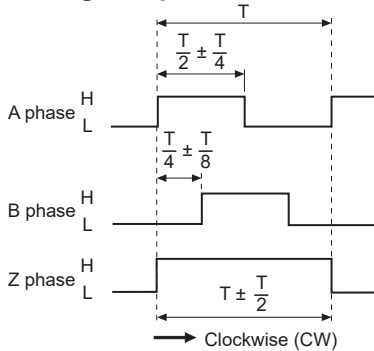 T
T/2 ± T/4
A phase H
L
T/4 ± T/8
B phase H
L
Z phase H
L
T ± T/2
Clockwise (CW)